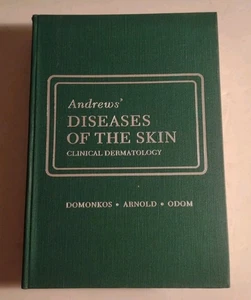 Andrews'
DISEASES
OF THE SKIN
CLINICAL DERMATOLOGY
DOMONKOS • ARNOLD • ODOM